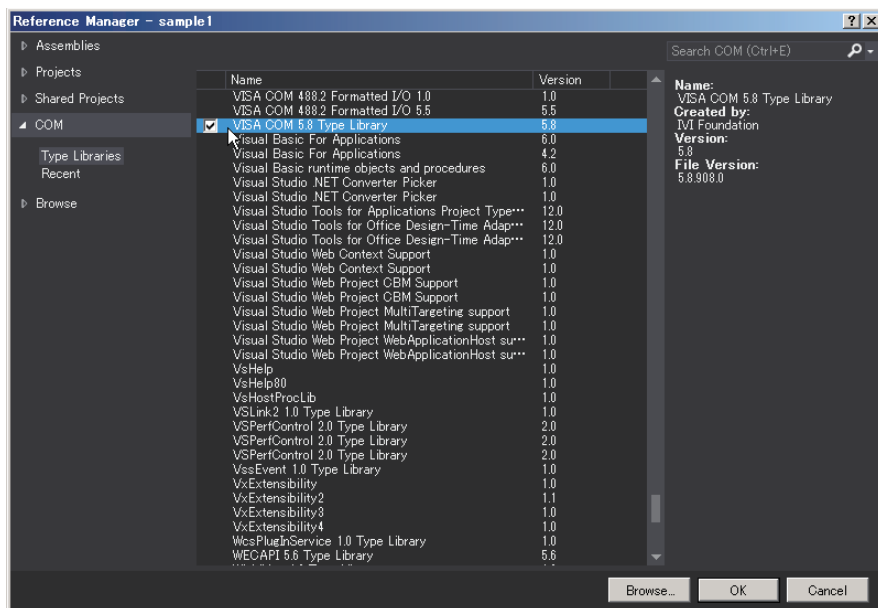 Reference Manager - sample1
Assemblies
Projects
Shared Projects
COM
Type Libraries
Recent
Browse
Name Version
VISA COM 488.2 Formatted I/O 1.0 1.0
VISA COM 488.2 Formatted I/O 5.5 5.5
VISA COM 5.8 Type Library 5.8
Visual Basic For Applications 6.0
Visual Basic For Applications 4.2
Visual Basic runtime objects and procedures 6.0
Visual Studio .NET Converter Picker 1.0
Visual Studio .NET Converter Picker 1.0
Visual Studio Tools for Applications Project Type… 12.0
Visual Studio Tools for Office Design-Time Adap… 12.0
Visual Studio Tools for Office Design-Time Adap… 12.0
Visual Studio Web Context Support 1.0
Visual Studio Web Context Support 1.0
Visual Studio Web Project CBM Support 1.0
Visual Studio Web Project CBM Support 1.0
Visual Studio Web Project MultiTargeting support 1.0
Visual Studio Web Project MultiTargeting support 1.0
Visual Studio Web Project WebApplicationHost su… 1.0
Visual Studio Web Project WebApplicationHost su… 1.0
VsHelp 1.0
VsHelp80 1.0
VsHostProcLib 1.0
VSLink2 1.0 Type Library 1.0
VSPerfControl 2.0 Type Library 2.0
VSPerfControl 2.0 Type Library 2.0
VSPerfControl 2.0 Type Library 2.0
VssEvent 1.0 Type Library 1.0
VxExtensibility 1.0
VxExtensibility2 1.1
VxExtensibility3 1.0
VxExtensibility4 1.0
WcsPlugInService 1.0 Type Library 1.0
WECAPI 5.6 Type Library 5.6
Search COM (Ctrl+E)
Name:
VISA COM 5.8 Type Library
Created by:
IVI Foundation
Version:
5.8
File Version:
5.8.908.0
Browse... OK Cancel